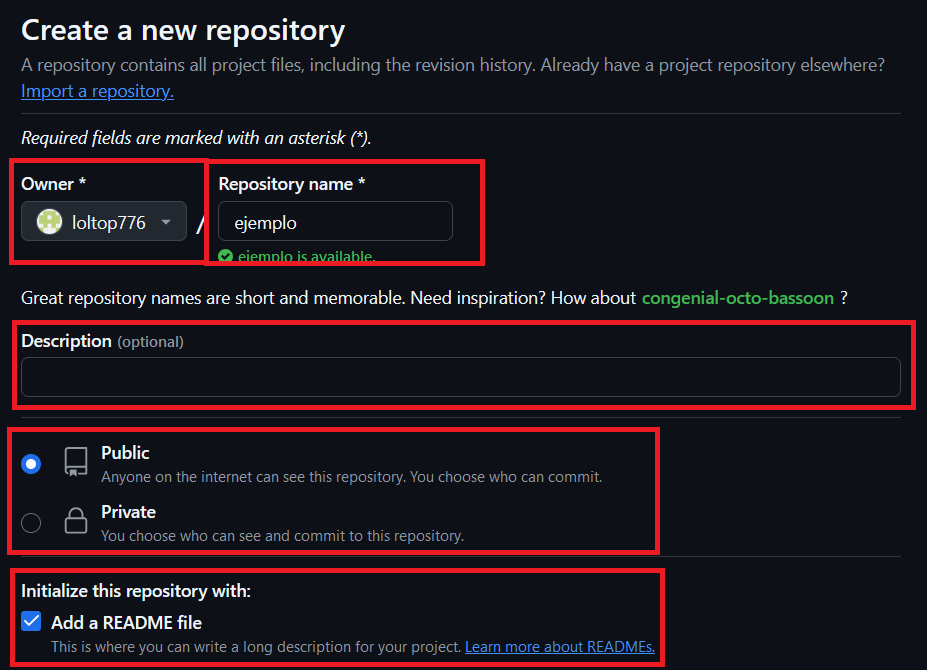 Create a new repository
A repository contains all project files, including the revision history. Already have a project repository elsewhere?
Import a repository.
Required fields are marked with an asterisk (*).
Owner *
Repository name *
loltop776
/
ejemplo
ejemplo is available.
Great repository names are short and memorable. Need inspiration? How about congenial-octo-bassoon ?
Description (optional)
Public
Anyone on the internet can see this repository. You choose who can commit.
Private
You choose who can see and commit to this repository.
Initialize this repository with:
Add a README file
This is where you can write a long description for your project. Learn more about READMEs.